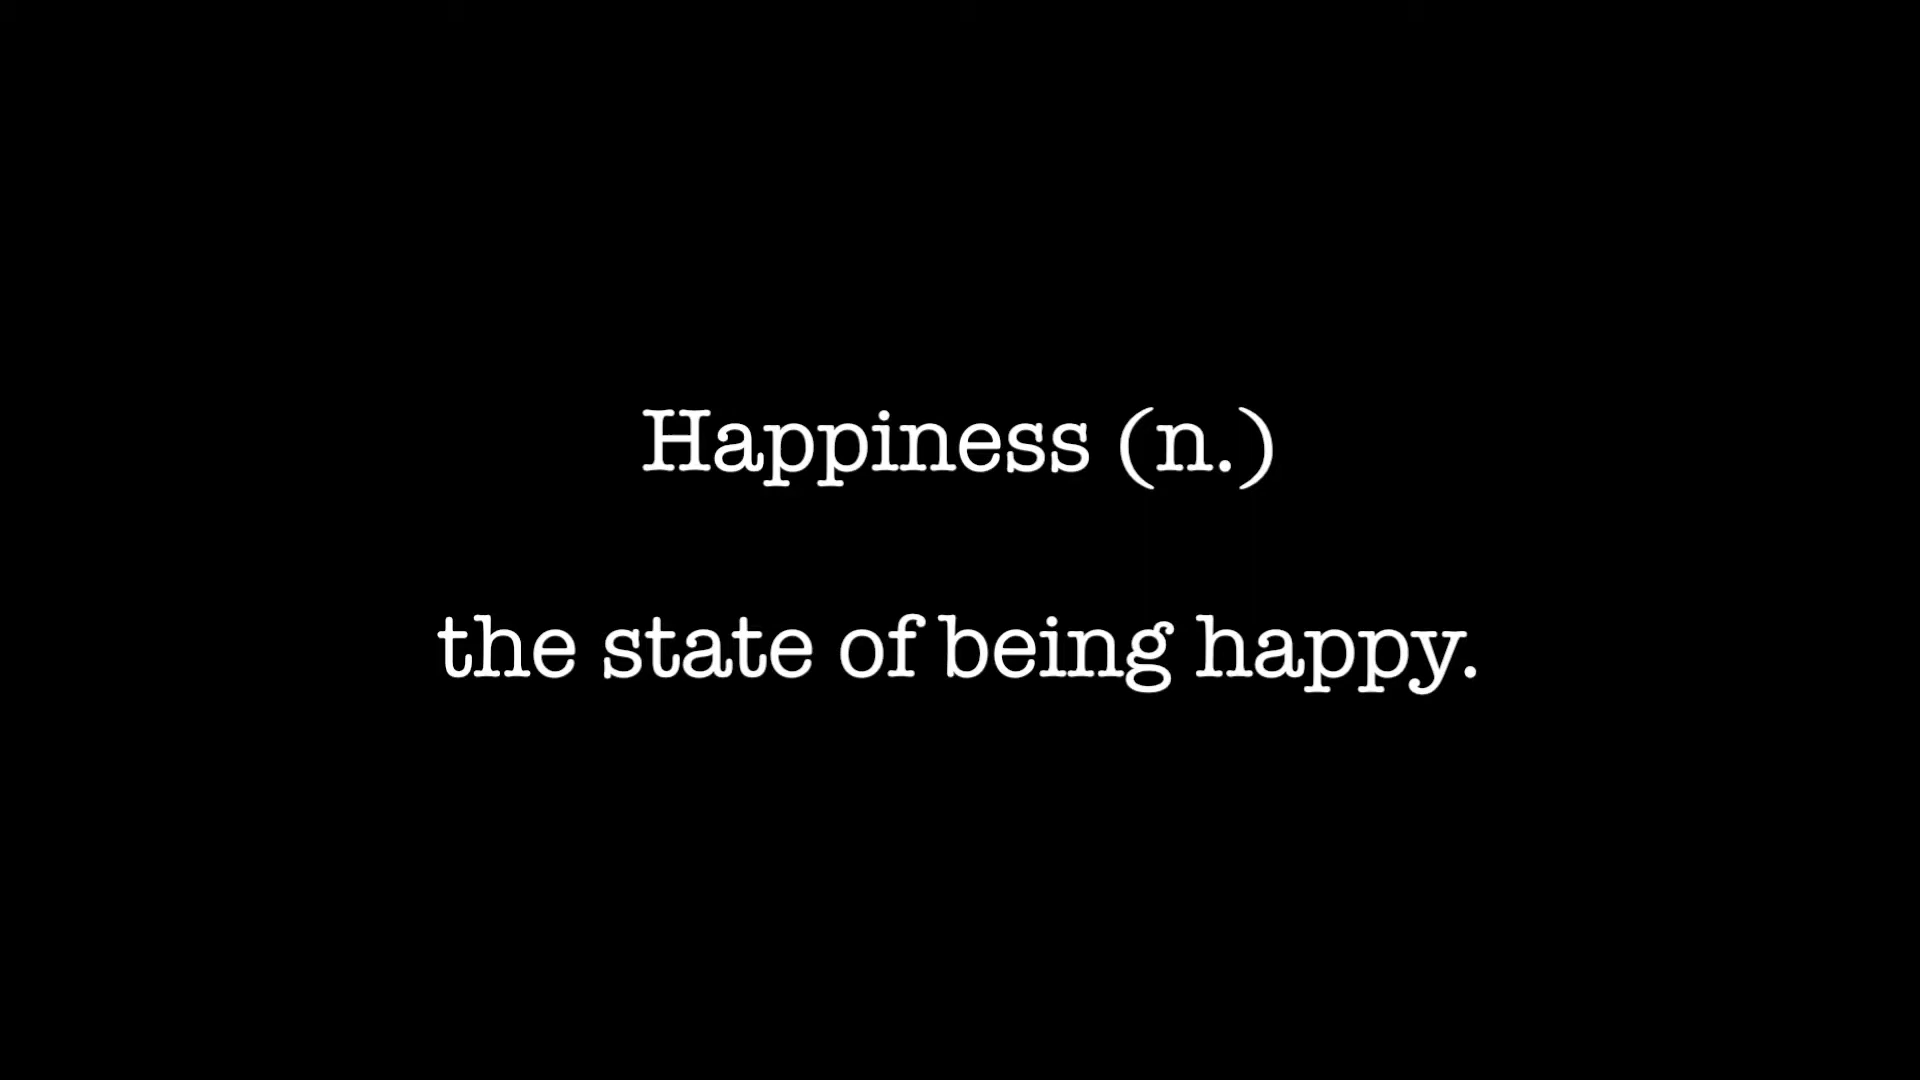 Happiness (n.)
the state of being happy.